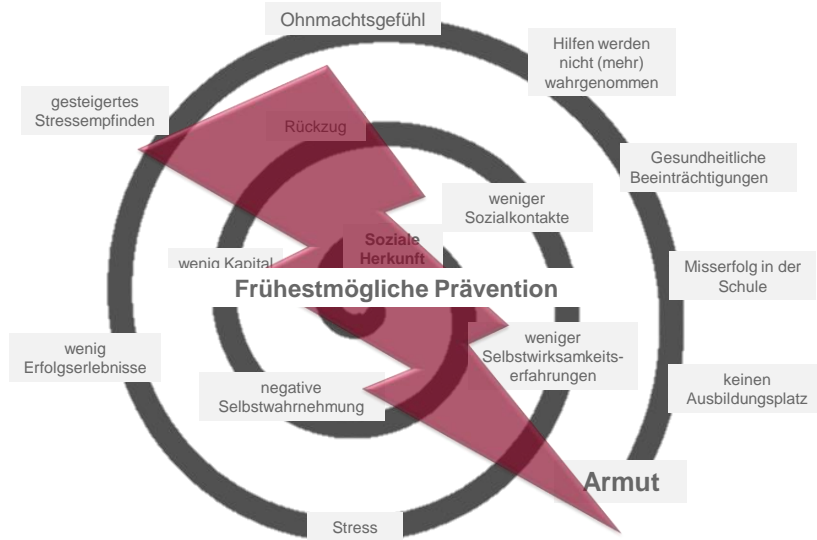 Ohnmachtsgefühl
Hilfen werden
nicht (mehr)
wahrgenommen
gesteigertes
Stressempfinden
Rückzug
Gesundheitliche
Beeinträchtigungen
weniger
Sozialkontakte
Soziale
Herkunft
wenig Kapital
Misserfolg in der
Schule
Frühestmögliche Prävention
wenig
Erfolgserlebnisse
weniger
Selbstwirksamkeits-
erfahrungen
negative
Selbstwahrnehmung
keinen
Ausbildungsplatz
Armut
Stress